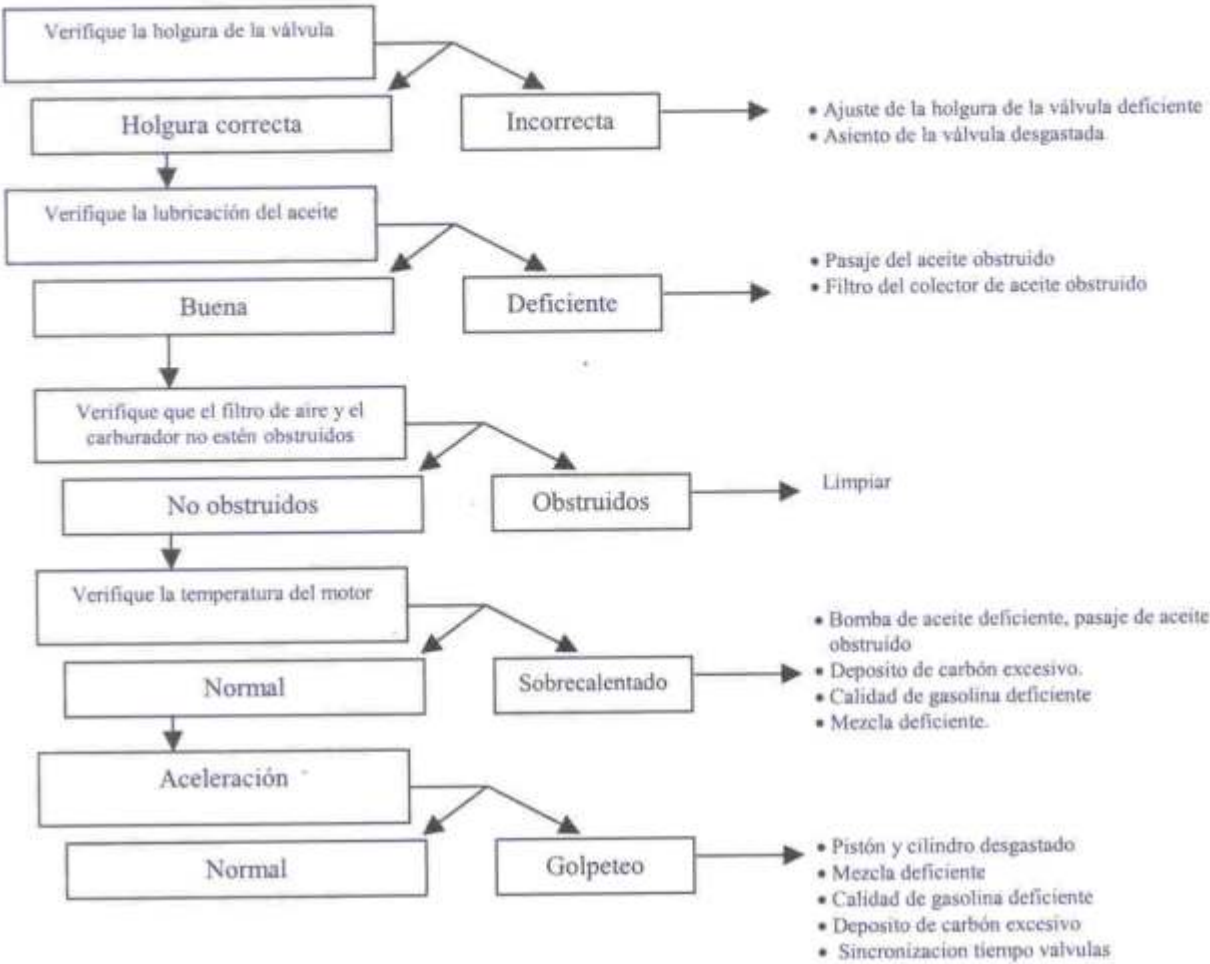 Verifique la holgura de la válvula
Holgura correcta
Incorrecta
• Ajuste de la holgura de la válvula deficiente
• Asiento de la válvula desgastada
Verifique la lubricación del aceite
Buena
Deficiente
• Pasaje del aceite obstruido
• Filtro del colector de aceite obstruido
Verifique que el filtro de aire y el
carburador no estén obstruidos
No obstruidos
Obstruidos
Limpiar
Verifique la temperatura del motor
Normal
Sobrecalentado
• Bomba de aceite deficiente, pasaje de aceite
obstruido
• Deposito de carbón excesivo.
• Calidad de gasolina deficiente
• Mezcla deficiente.
Aceleración
Normal
Golpeteo
• Pistón y cilindro desgastado
• Mezcla deficiente
• Calidad de gasolina deficiente
• Deposito de carbón excesivo
• Sincronizacion tiempo valvulas